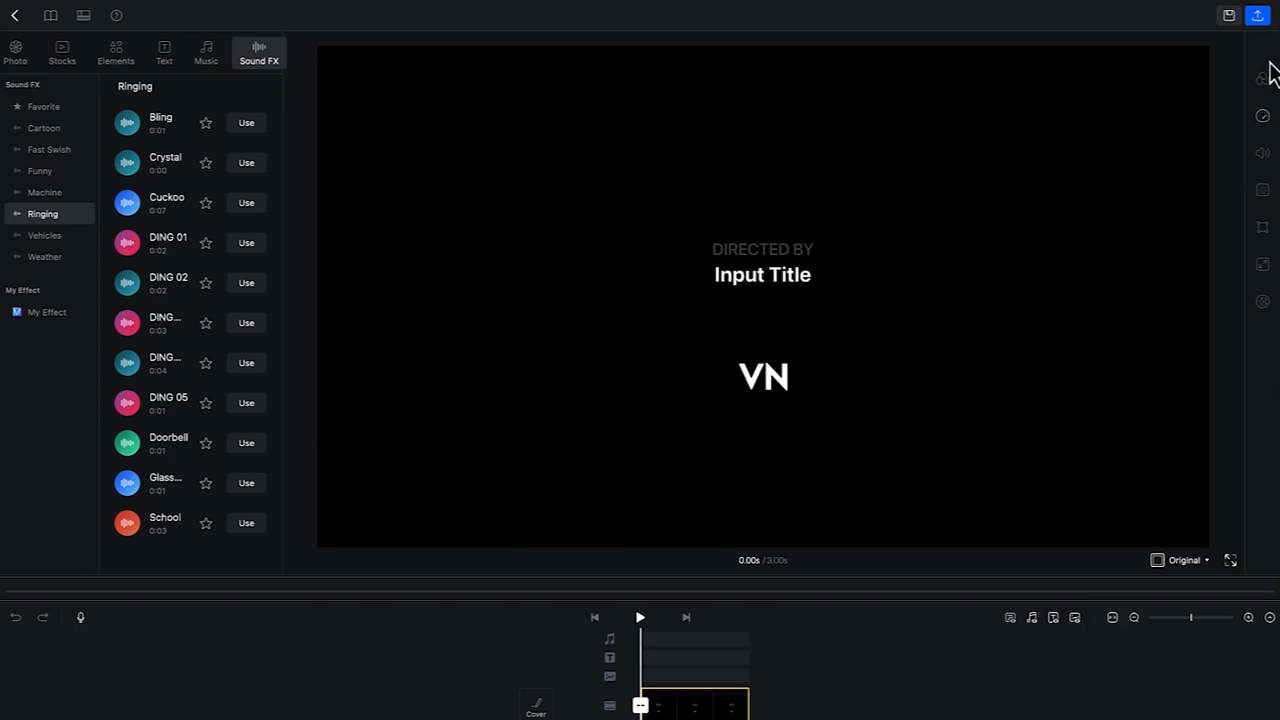 Photo
Stocks
Elements
Text
Music
Sound FX
Sound FX
Favorite
Cartoon
Fast Swish
Funny
Machine
Ringing
Vehicles
Weather
My Effect
My Effect
Ringing
Bling
0:01
Use
Crystal
0:00
Use
Cuckoo
0:07
Use
DING 01
0:02
Use
DING 02
0:02
Use
DING...
0:03
Use
DING...
0:04
Use
DING 05
0:01
Use
Doorbell
0:01
Use
Glass...
0:01
Use
School
0:03
Use
DIRECTED BY
Input Title
VN
0.00s / 3.00s
Original
Cover